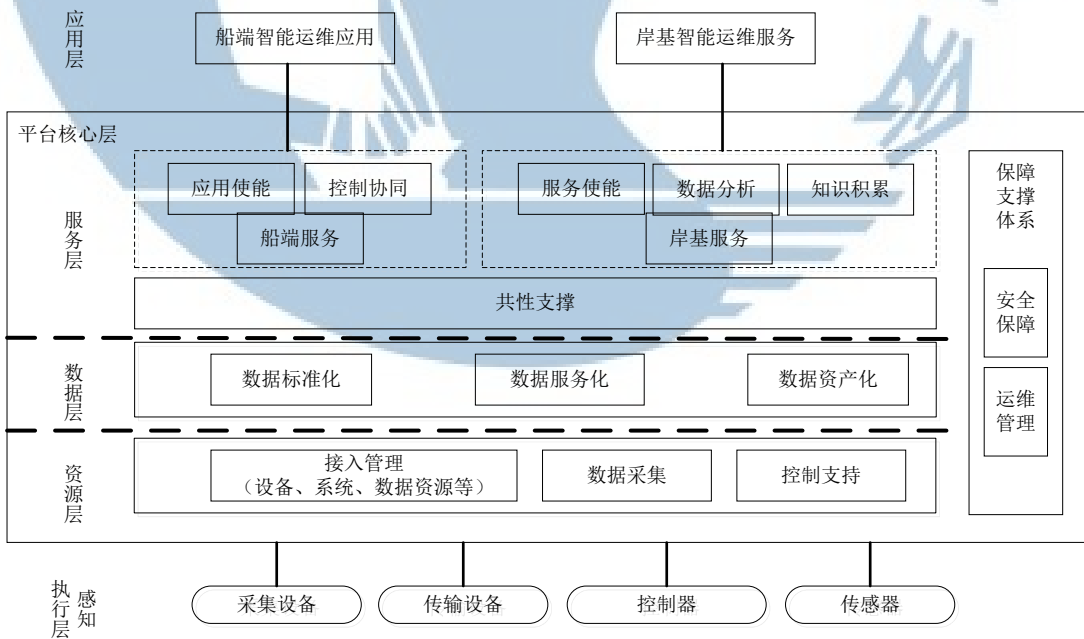 应用层
船端智能运维应用
岸基智能运维服务
平台核心层
服务层
应用使能
控制协同
船端服务
服务使能
数据分析
知识积累
岸基服务
共性支撑
保障
支撑
体系
安全
保障
运维
管理
数据层
数据标准化
数据服务化
数据资产化
资源层
接入管理
（设备、系统、数据资源等）
数据采集
控制支持
感知
执行层
采集设备
传输设备
控制器
传感器